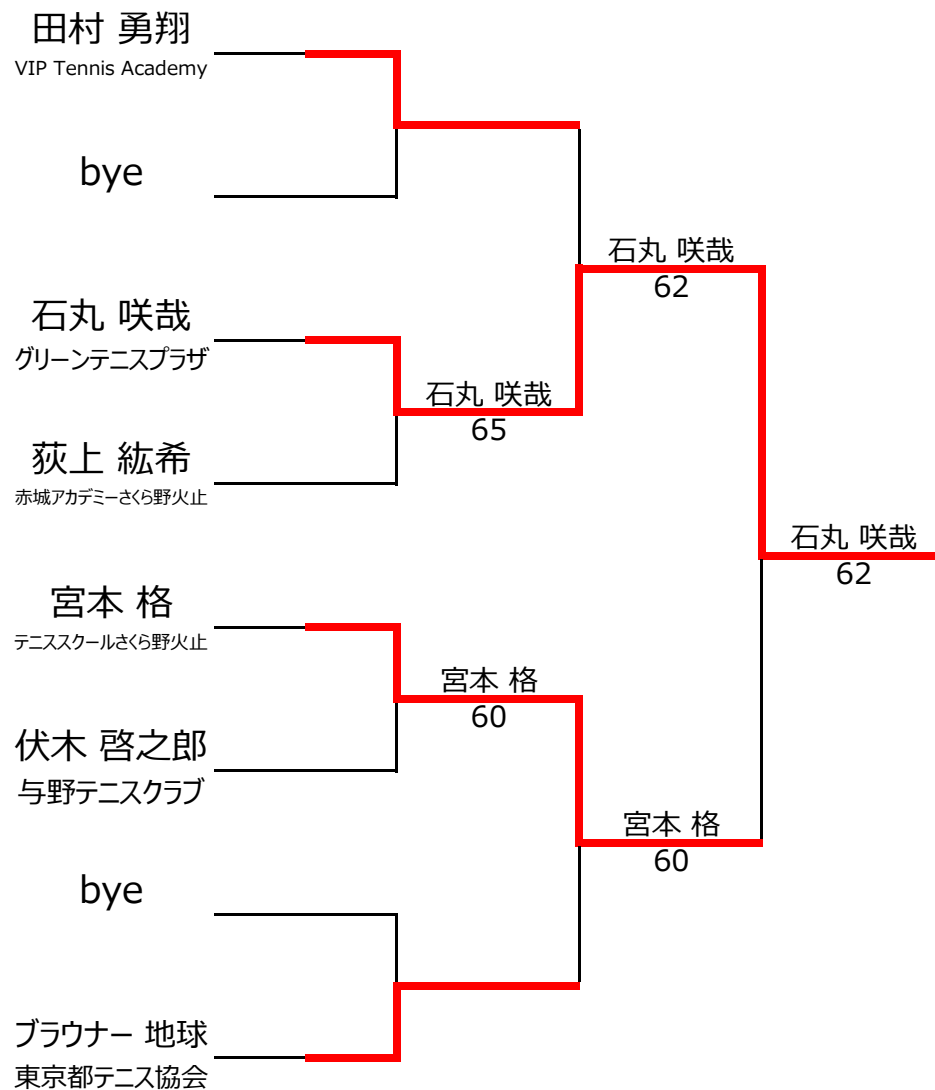 田村 勇翔
VIP Tennis Academy
bye
石丸 咲哉
62
石丸 咲哉
グリーンテニスプラザ
石丸 咲哉
65
荻上 紘希
赤城アカデミーさくら野火止
石丸 咲哉
62
宮本 格
テニススクールさくら野火止
宮本 格
60
伏木 啓之郎
与野テニスクラブ
宮本 格
60
bye
ブラウナー 地球
東京都テニス協会